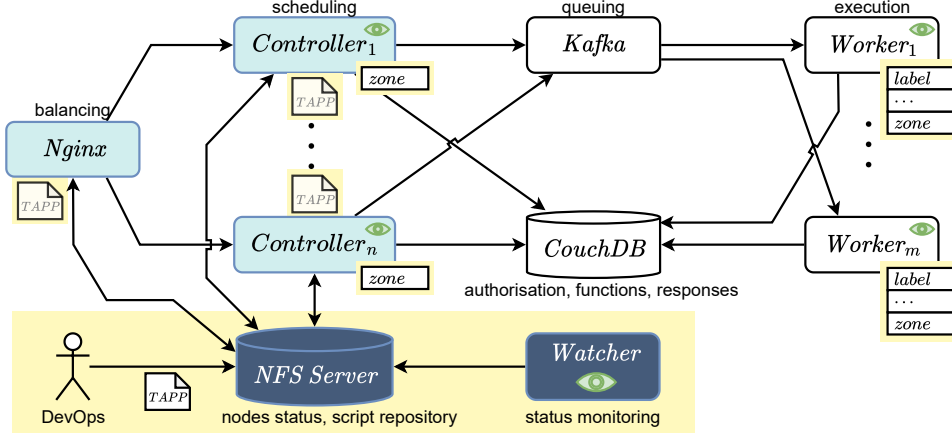 scheduling
queuing
execution
Controller₁
Kafka
Worker₁
zone
label
...
zone
TAPP
balancing
Nginx
TAPP
TAPP
Controllerₙ
CouchDB
Workerₘ
zone
label
...
zone
authorisation, functions, responses
NFS Server
Watcher
TAPP
DevOps
nodes status, script repository
status monitoring